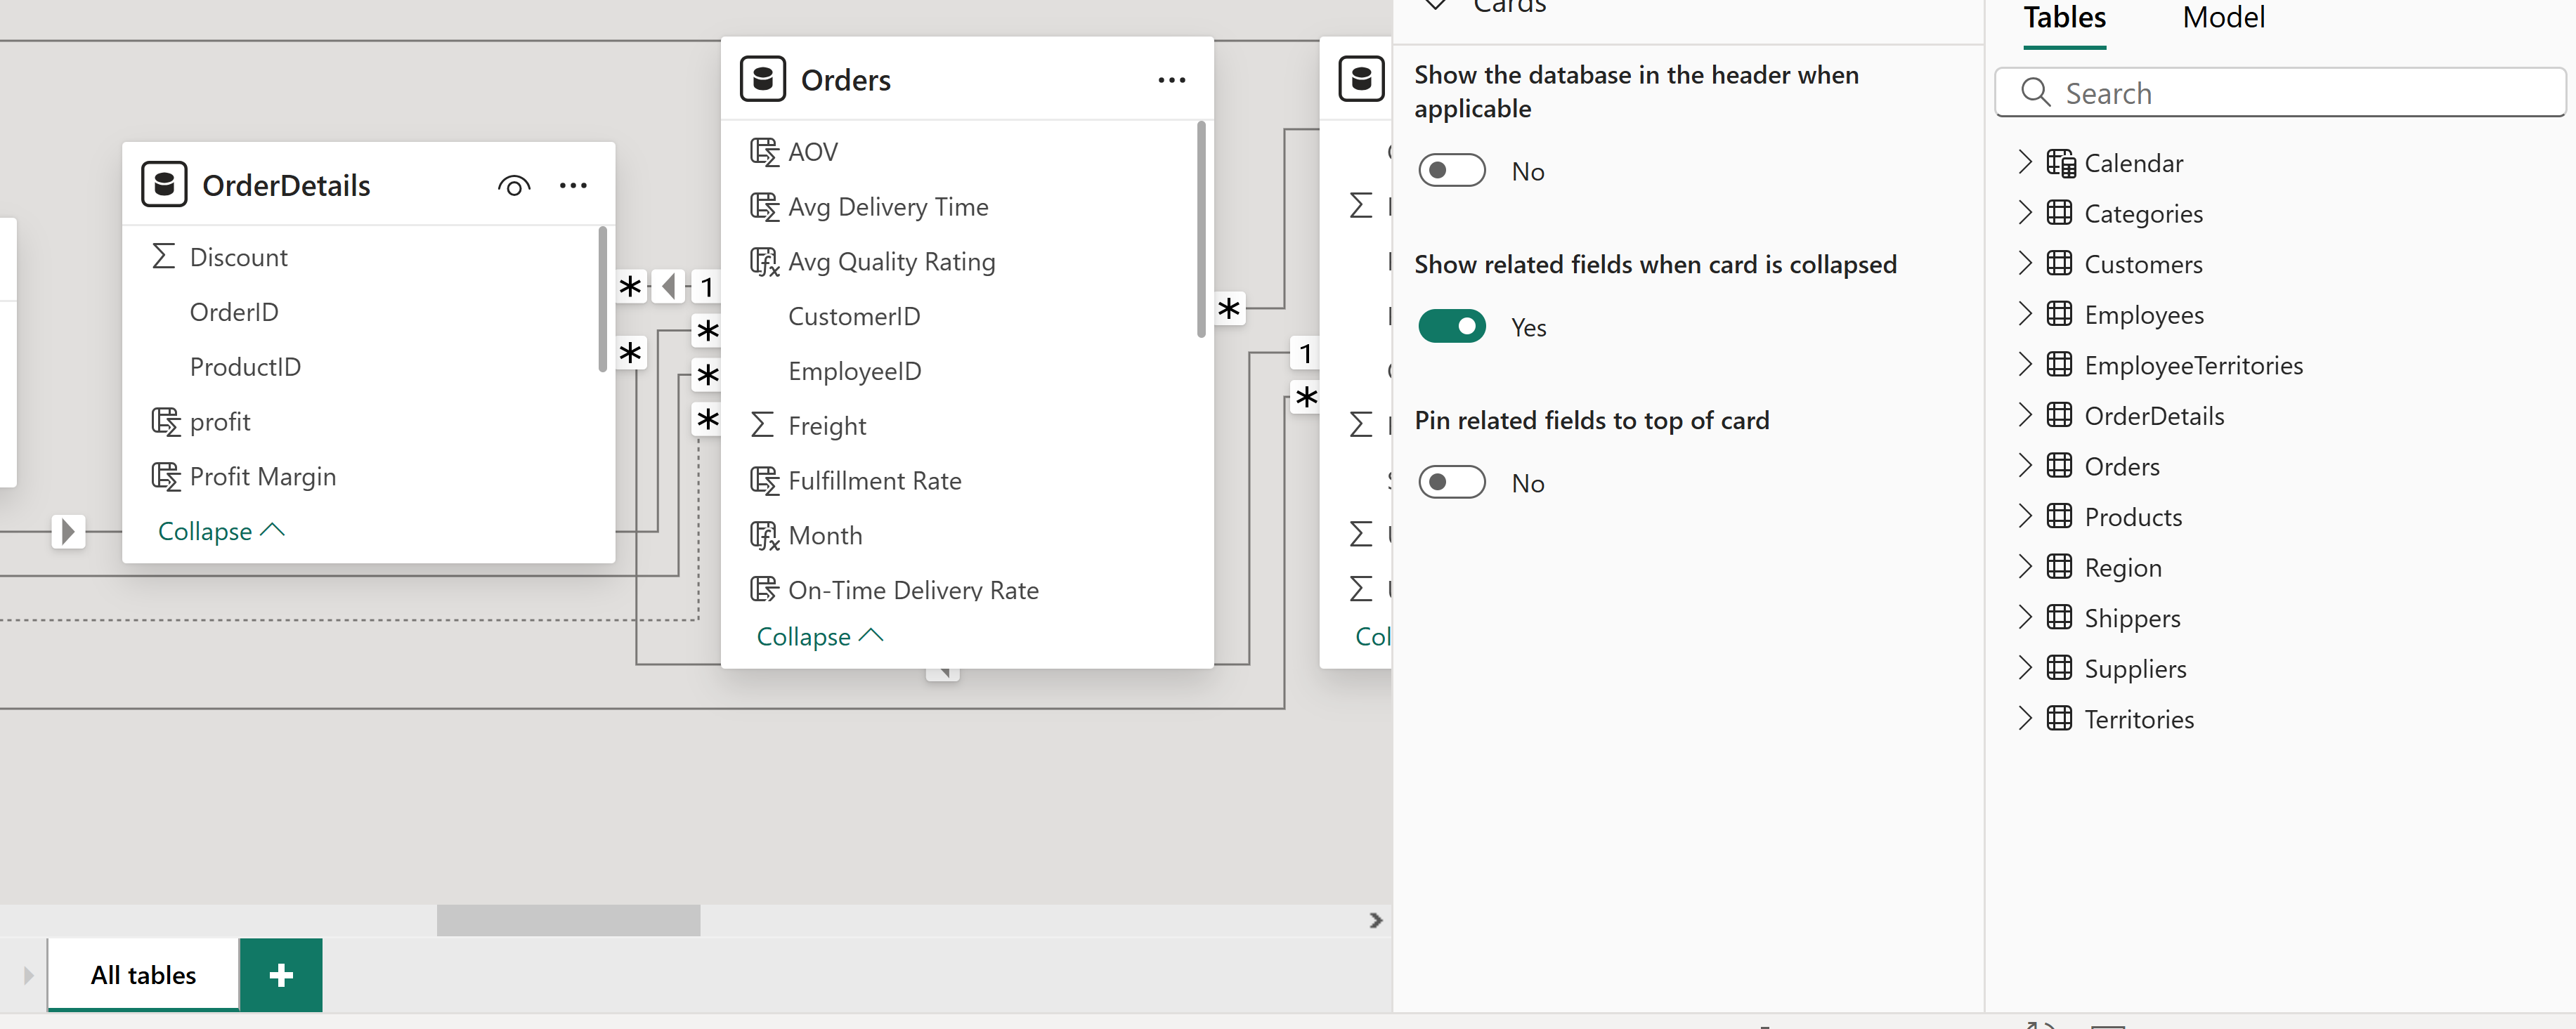 OrderDetails
Discount
OrderID
ProductID
profit
Profit Margin
Collapse
* 1
*
*
*
*
Orders
AOV
Avg Delivery Time
Avg Quality Rating
CustomerID
EmployeeID
Freight
Fulfillment Rate
Month
On-Time Delivery Rate
Collapse
*
1
*
Col
All tables
+
Cards
Show the database in the header when
applicable
No
Show related fields when card is collapsed
Yes
Pin related fields to top of card
No
Tables Model
Search
Calendar
Categories
Customers
Employees
EmployeeTerritories
OrderDetails
Orders
Products
Region
Shippers
Suppliers
Territories